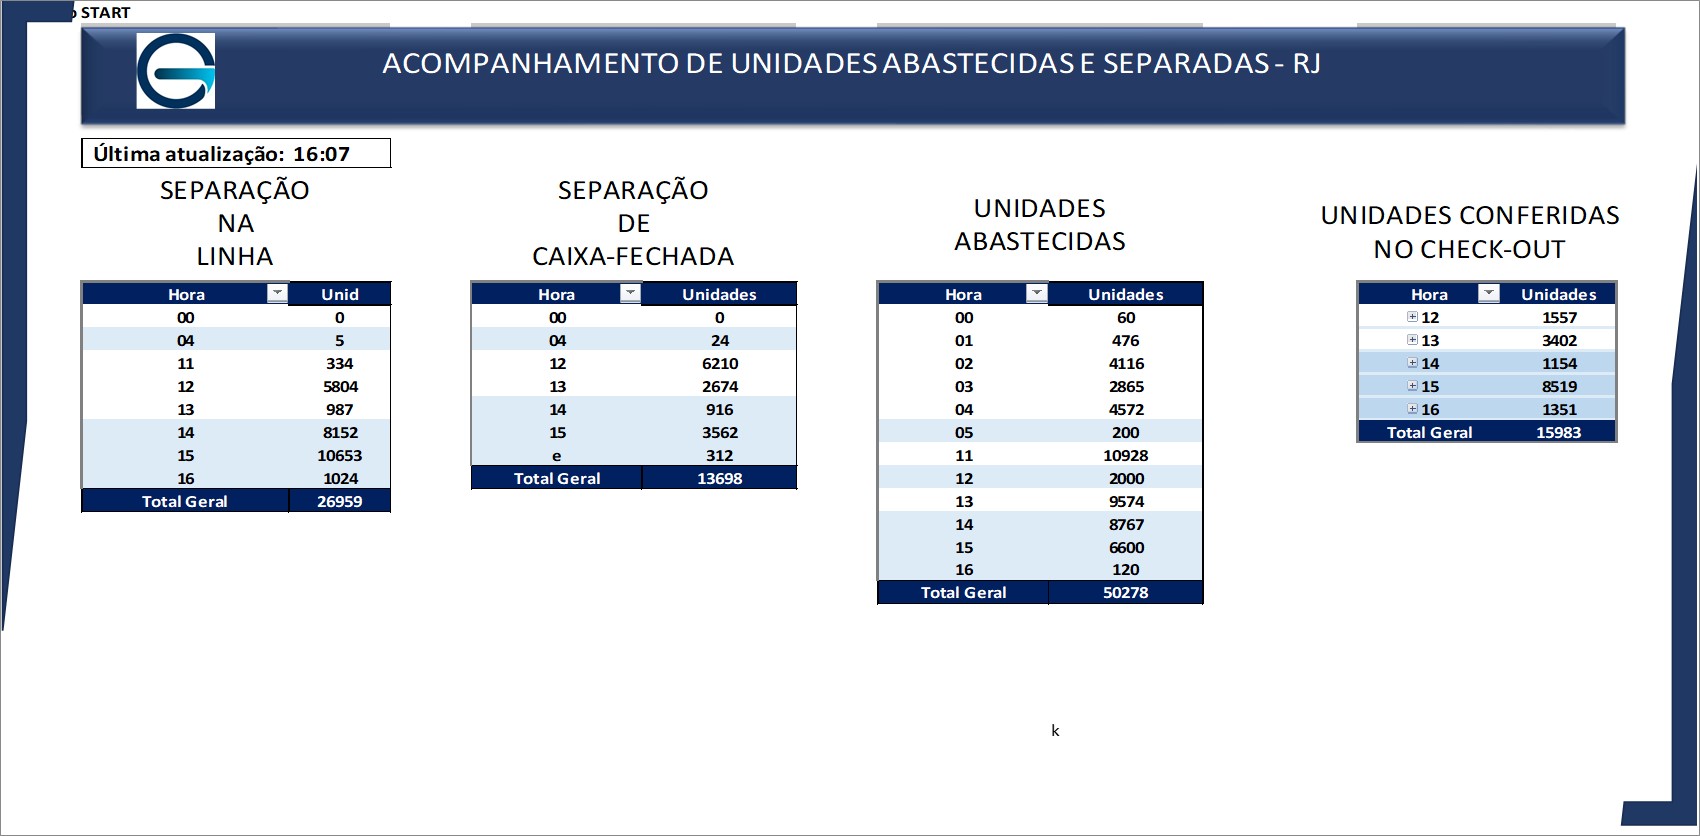 START
ACOMPANHAMENTO DE UNIDADES ABASTECIDAS E SEPARADAS - RJ
Última atualização: 16:07
SEPARAÇÃO
NA
LINHA
Hora Unid
00 0
04 5
11 334
12 5804
13 987
14 8152
15 10653
16 1024
Total Geral 26959
SEPARAÇÃO
DE
CAIXA-FECHADA
Hora Unidades
00 0
04 24
12 6210
13 2674
14 916
15 3562
e 312
Total Geral 13698
UNIDADES
ABASTECIDAS
Hora Unidades
00 60
01 476
02 4116
03 2865
04 4572
05 200
11 10928
12 2000
13 9574
14 8767
15 6600
16 120
Total Geral 50278
UNIDADES CONFERIDAS
NO CHECK-OUT
Hora Unidades
12 1557
13 3402
14 1154
15 8519
16 1351
Total Geral 15983
k